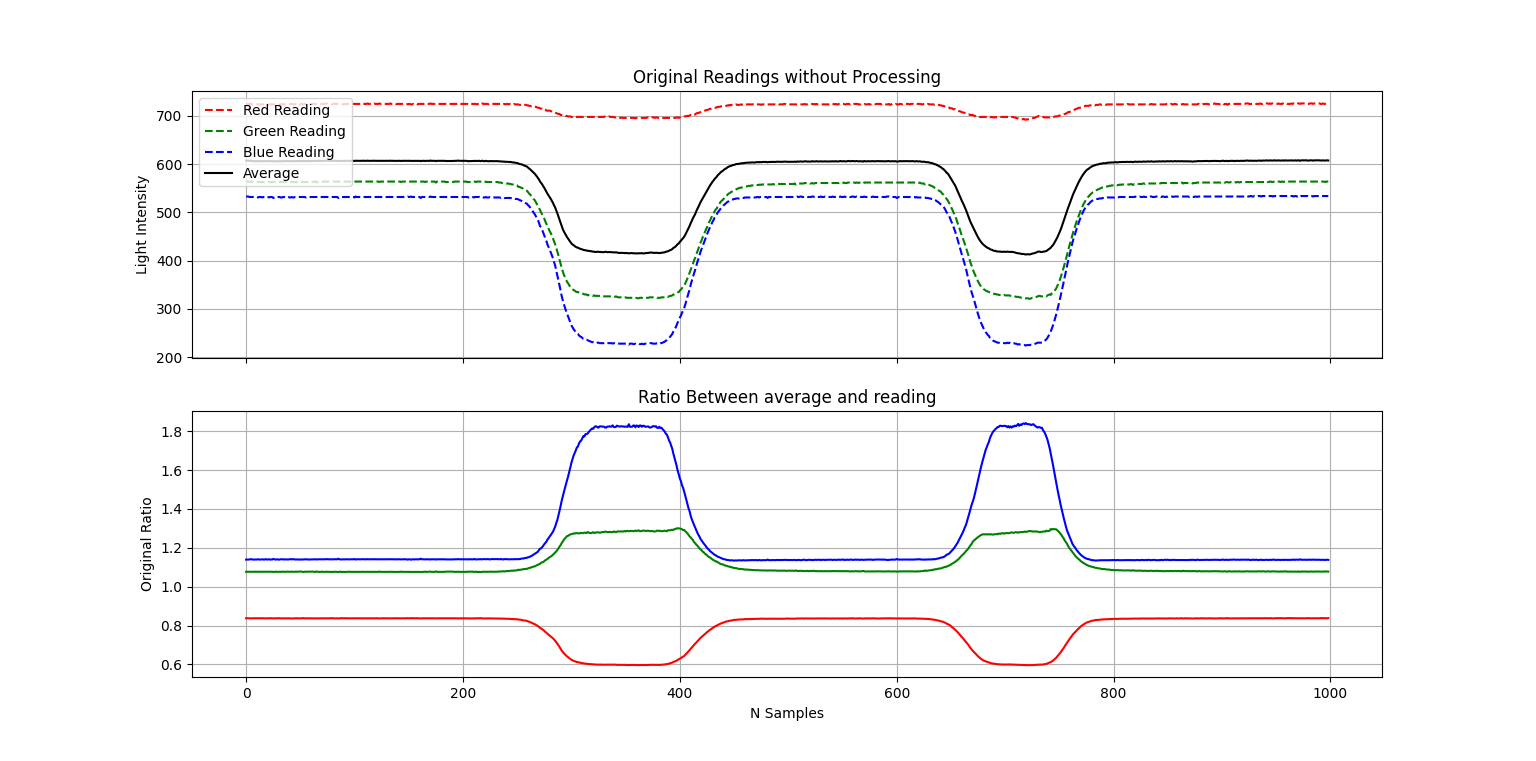 Original Readings without Processing
Red Reading
Green Reading
Blue Reading
Average
Light Intensity
700
600
500
400
300
200
Ratio Between average and reading
Original Ratio
1.8
1.6
1.4
1.2
1.0
0.8
0.6
0 200 400 600 800 1000
N Samples